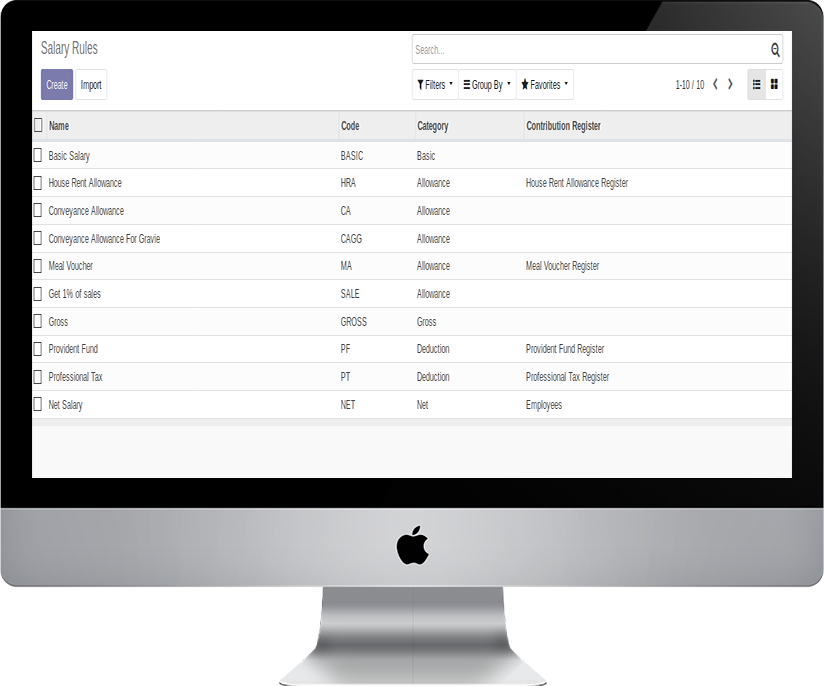 Salary Rules
Search...
Create Import Filters Group By Favorites 1-10 / 10
Name Code Category Contribution Register
Basic Salary BASIC Basic
House Rent Allowance HRA Allowance House Rent Allowance Register
Conveyance Allowance CA Allowance
Conveyance Allowance For Gravie CAGG Allowance
Meal Voucher MA Allowance Meal Voucher Register
Get 1% of sales SALE Allowance
Gross GROSS Gross
Provident Fund PF Deduction Provident Fund Register
Professional Tax PT Deduction Professional Tax Register
Net Salary NET Net Employees